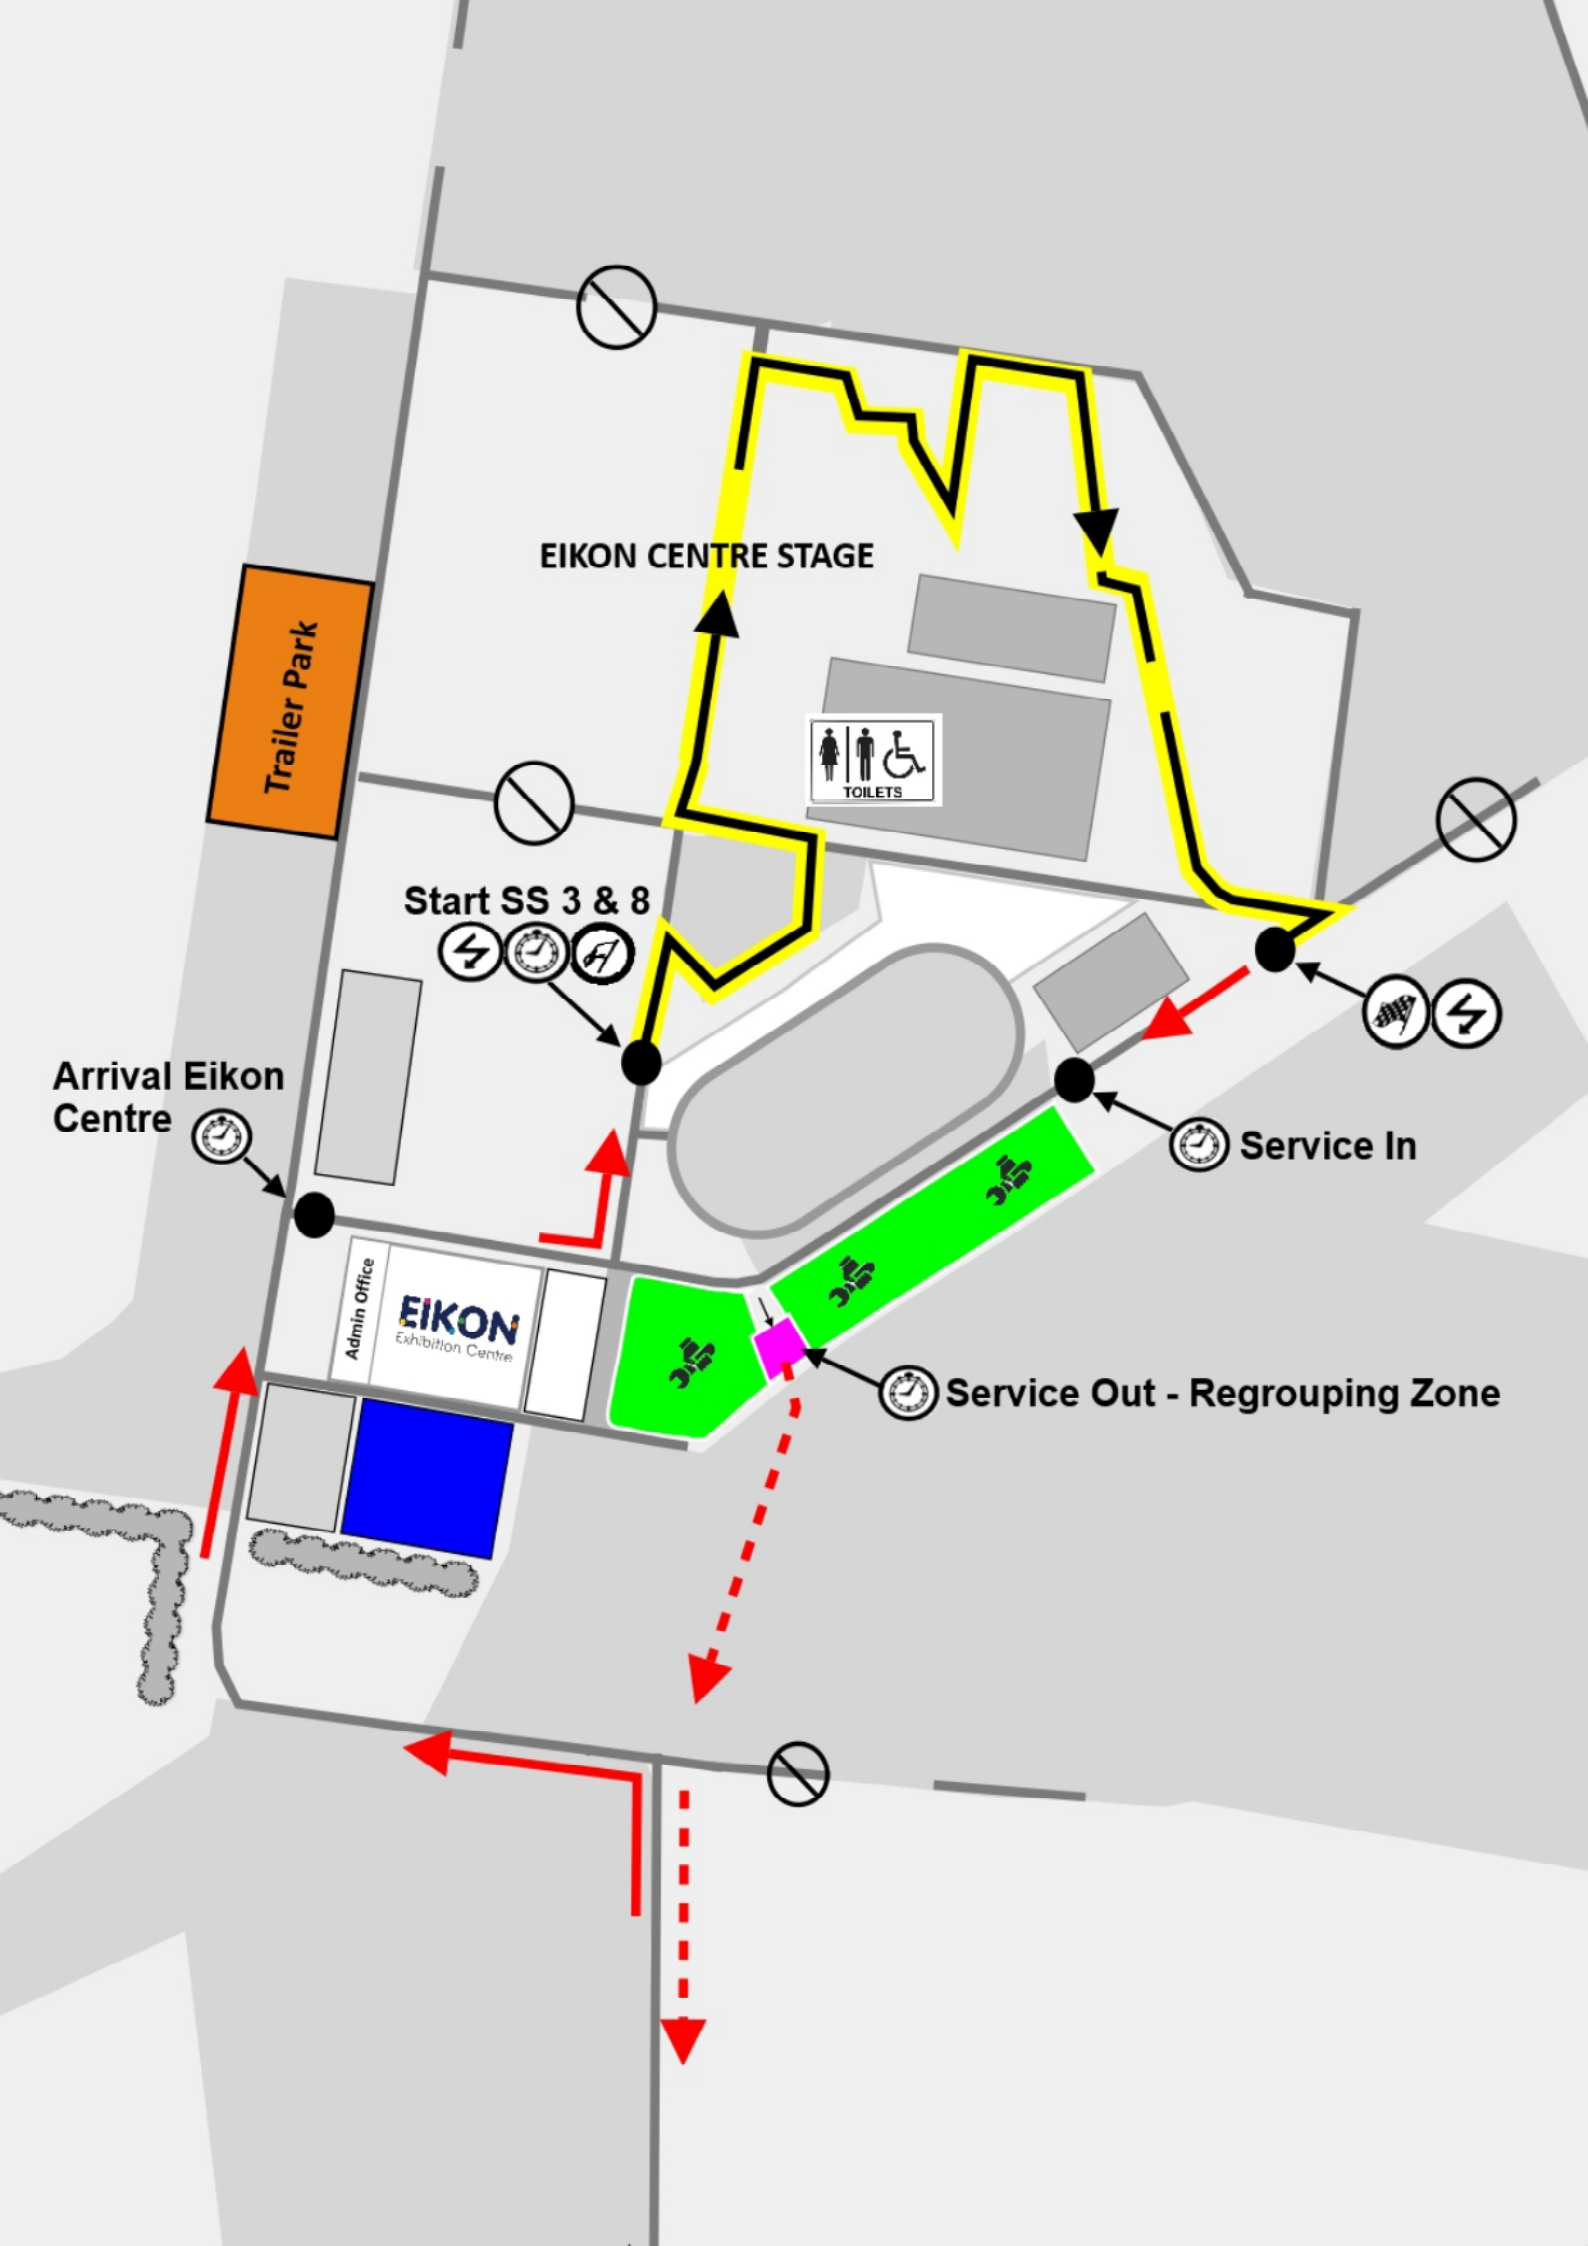 EIKON CENTRE STAGE
Trailer Park
TOILETS
Start SS 3 & 8
Arrival Eikon
Centre
Service In
Admin Office
EIKON
Exhibition Centre
Service Out - Regrouping Zone